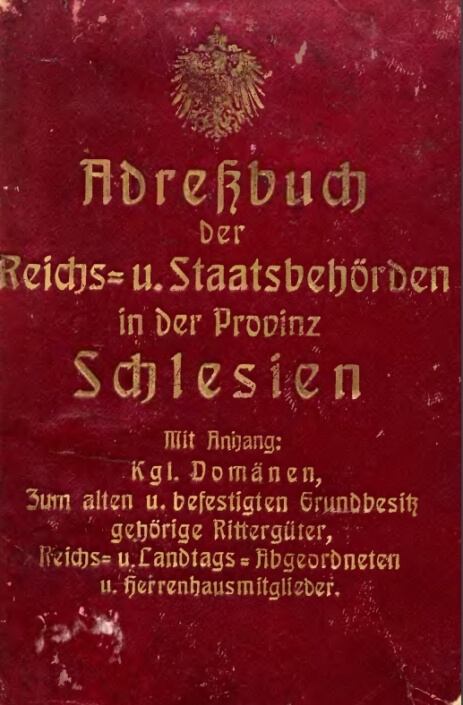 Adreßbuch
der
Reichs= u. Staatsbehörden
in der Provinz
Schlesien
Mit Anhang:
Kgl. Domänen,
Zum alten u. befestigten Grundbesitz
gehörige Rittergüter,
Reichs= u. Landtags=Abgeordneten
u. Herrenhausmitglieder.